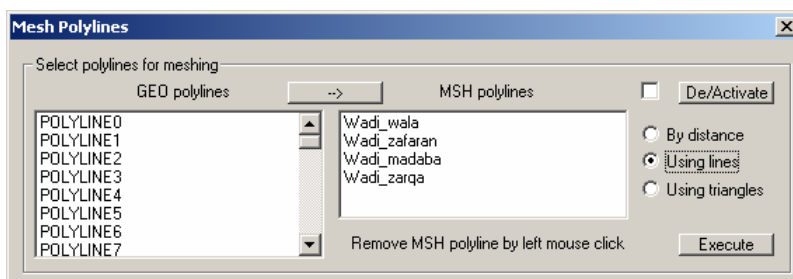 Mesh Polylines
Select polylines for meshing
GEO polylines --> MSH polylines De/Activate
POLYLINE0
POLYLINE1
POLYLINE2
POLYLINE3
POLYLINE4
POLYLINE5
POLYLINE6
POLYLINE7
Wadi_wala
Wadi_zafaran
Wadi_madaba
Wadi_zarqa
By distance
Using lines
Using triangles
Remove MSH polyline by left mouse click Execute